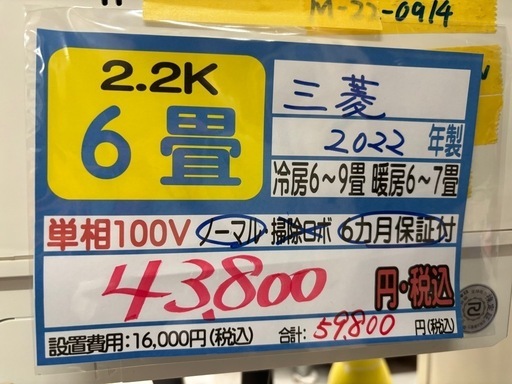 M-22-0914
2.2K
6畳
三菱
2022 年製
冷房6~9畳 暖房6~7畳
単相100V ノーマル 掃除ロボ 6カ月保証付
43,800 円・税込
設置費用:16,000円(税込) 合計: 59,800 円(税込)